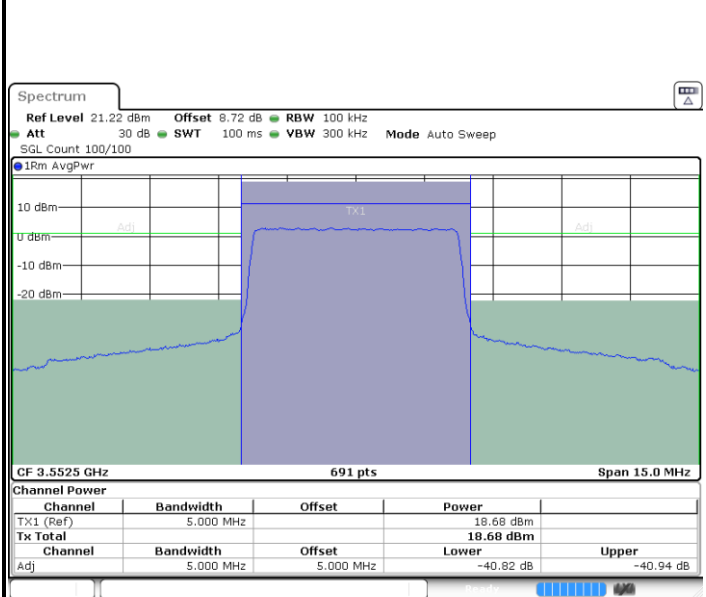 Spectrum
Ref Level 21.22 dBm Offset 8.72 dB RBW 100 kHz
Att 30 dB SWT 100 ms VBW 300 kHz Mode Auto Sweep
SGL Count 100/100
1Rm AvgPwr
10 dBm
TX1
Adj Adj
0 dBm
-10 dBm
-20 dBm
CF 3.5525 GHz 691 pts Span 15.0 MHz
Channel Power
Channel Bandwidth Offset Power
TX1 (Ref) 5.000 MHz 18.68 dBm
Tx Total 18.68 dBm
Channel Bandwidth Offset Lower Upper
Adj 5.000 MHz 5.000 MHz -40.82 dB -40.94 dB
Ready